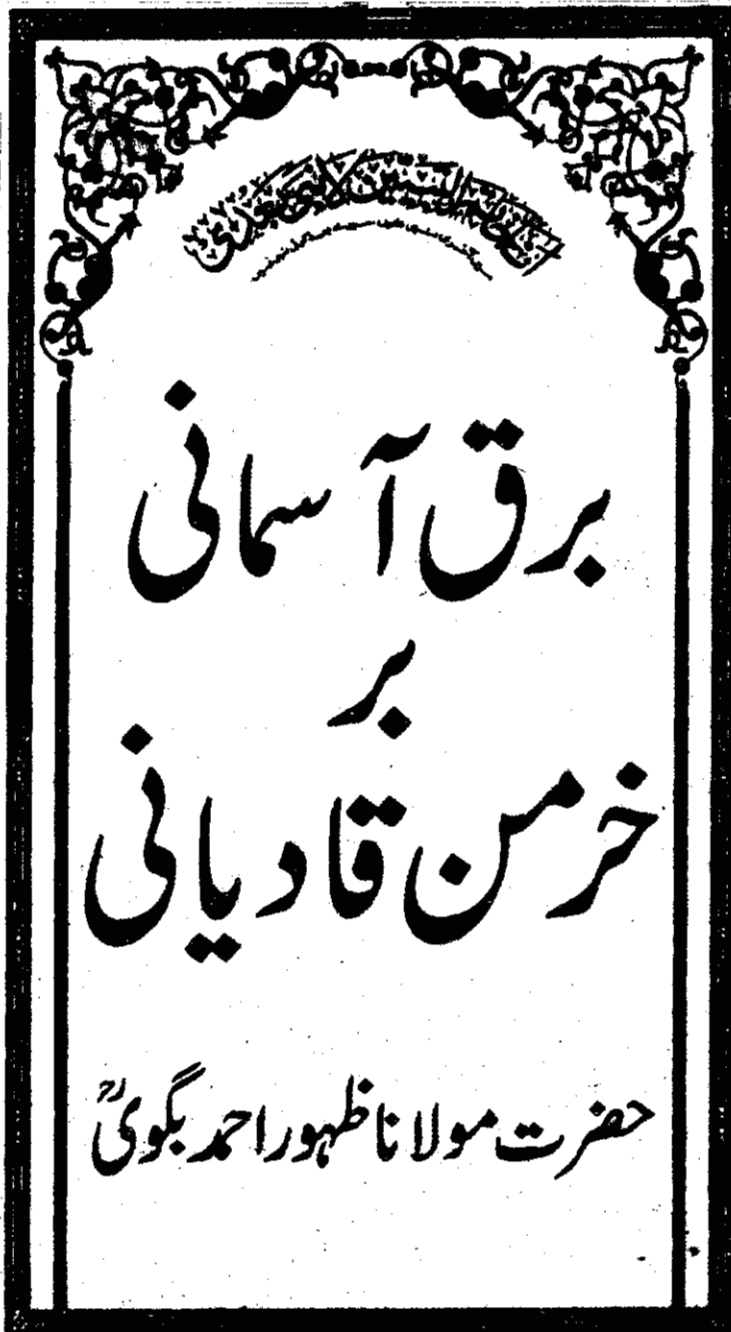 برق آسمانی
بر
خرمن قادیانی
حضرت مولانا ظہور احمد بگویؒ